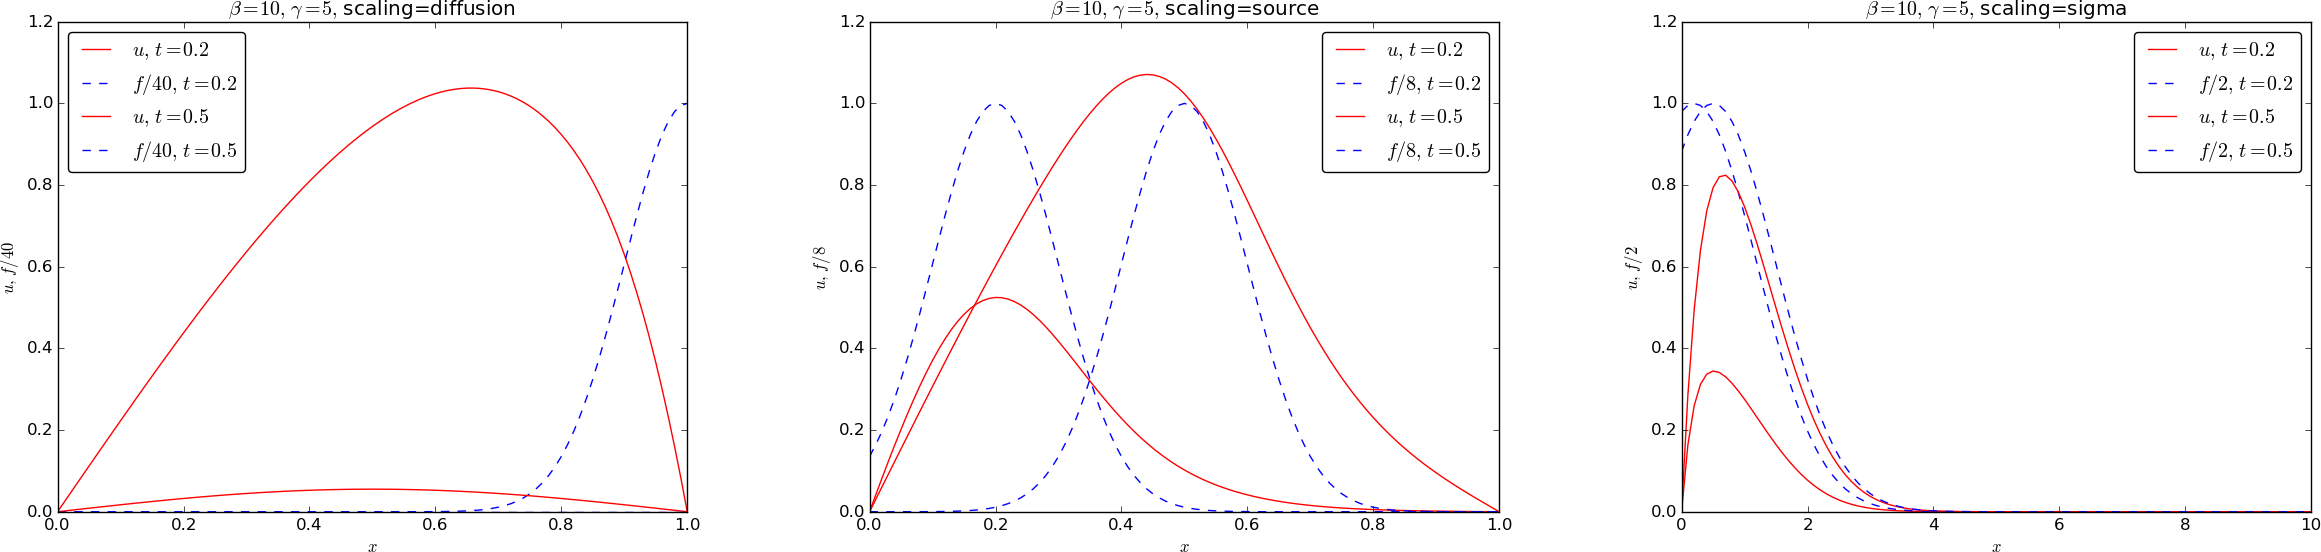 β=10, γ=5, scaling=diffusion
1.2
1.0
0.8
0.6
0.4
0.2
0.0
u, f/40
u, t=0.2
f/40, t=0.2
u, t=0.5
f/40, t=0.5
0.0 0.2 0.4 0.6 0.8 1.0
x
β=10, γ=5, scaling=source
1.2
1.0
0.8
0.6
0.4
0.2
0.0
u, f/8
u, t=0.2
f/8, t=0.2
u, t=0.5
f/8, t=0.5
0.0 0.2 0.4 0.6 0.8 1.0
x
β=10, γ=5, scaling=sigma
1.2
1.0
0.8
0.6
0.4
0.2
0.0
u, f/2
u, t=0.2
f/2, t=0.2
u, t=0.5
f/2, t=0.5
0 2 4 6 8 10
x